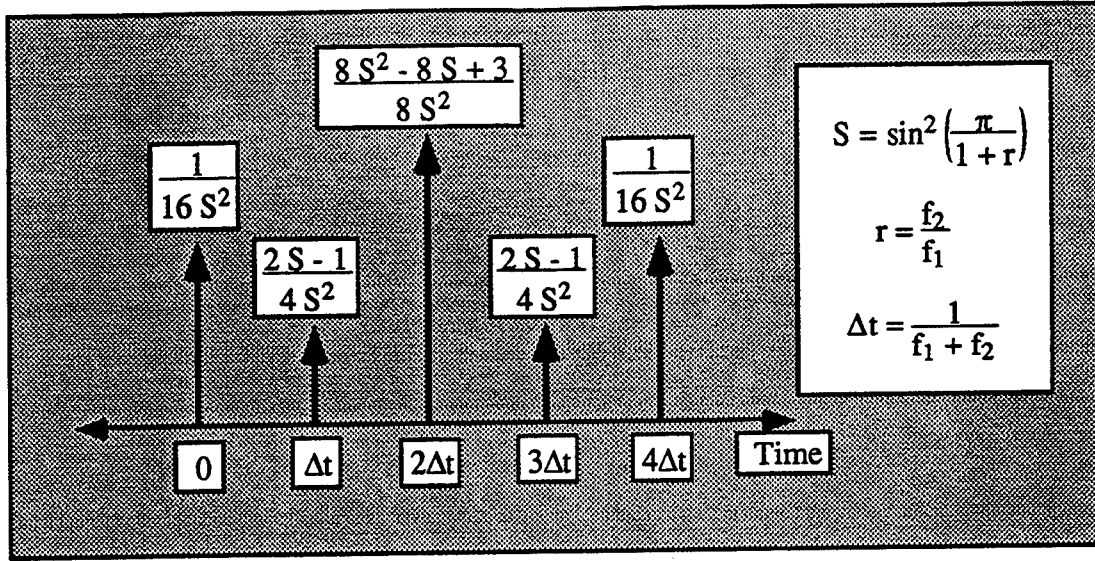 8 S² - 8 S + 3
8 S²
1
16 S²
2 S - 1
4 S²
2 S - 1
4 S²
1
16 S²
0
Δt
2Δt
3Δt
4Δt
Time
S = sin² (π / 1 + r)
r = f₂ / f₁
Δt = 1 / f₁ + f₂